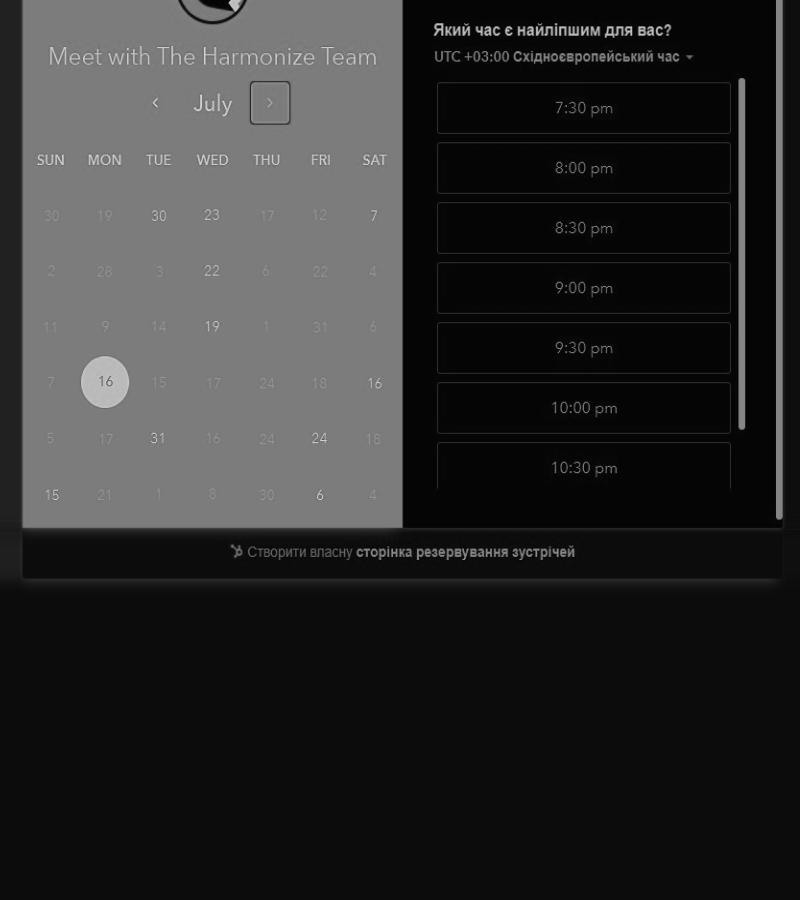 Meet with The Harmonize Team
July
SUN MON TUE WED THU FRI SAT
30 19 30 23 17 12 7
2 28 3 22 6 22 4
11 9 14 19 1 31 6
7 16 15 17 24 18 16
5 17 31 16 24 24 18
15 21 1 8 30 6 4
Який час є найліпшим для вас?
UTC +03:00 Східноєвропейський час
7:30 pm
8:00 pm
8:30 pm
9:00 pm
9:30 pm
10:00 pm
10:30 pm
Створити власну сторінка резервування зустрічей